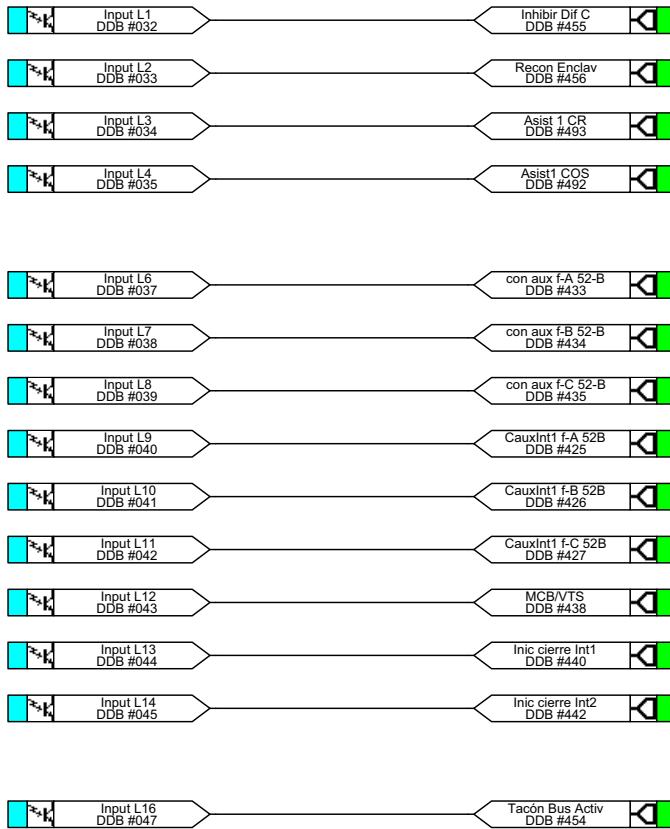 Input L1
DDB #032
Inhibir Dif C
DDB #455
Input L2
DDB #033
Recon Enclav
DDB #456
Input L3
DDB #034
Asist 1 CR
DDB #493
Input L4
DDB #035
Asist1 COS
DDB #492
Input L6
DDB #037
con aux f-A 52-B
DDB #433
Input L7
DDB #038
con aux f-B 52-B
DDB #434
Input L8
DDB #039
con aux f-C 52-B
DDB #435
Input L9
DDB #040
CauxInt1 f-A 52B
DDB #425
Input L10
DDB #041
CauxInt1 f-B 52B
DDB #426
Input L11
DDB #042
CauxInt1 f-C 52B
DDB #427
Input L12
DDB #043
MCB/VTS
DDB #438
Input L13
DDB #044
Inic cierre Int1
DDB #440
Input L14
DDB #045
Inic cierre Int2
DDB #442
Input L16
DDB #047
Tacón Bus Activ
DDB #454